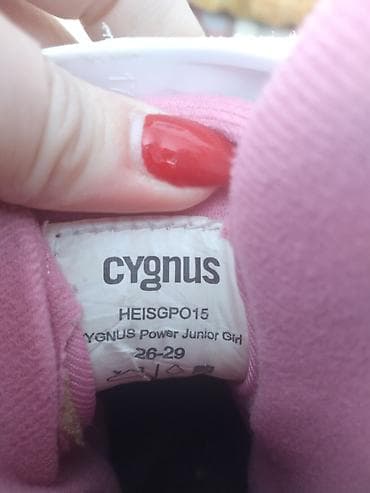 cygnus
HEISGPO15
YGNUS Power Junior Girl
26-29